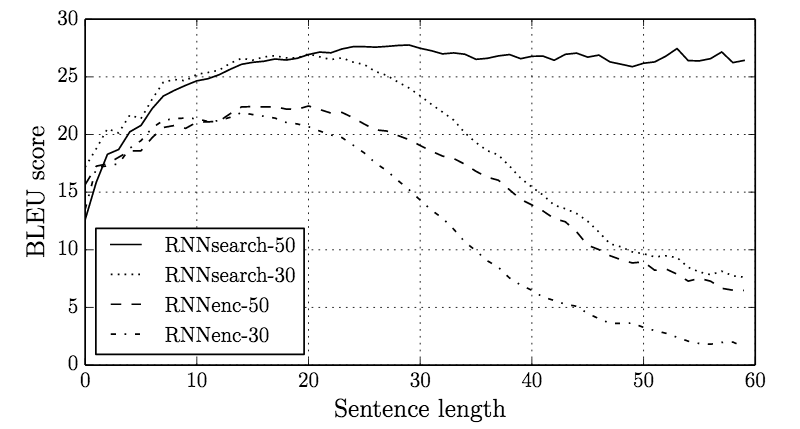 30
25
20
15
10
5
0
BLEU score
RNNsearch-50
RNNsearch-30
RNNenc-50
RNNenc-30
0 10 20 30 40 50 60
Sentence length